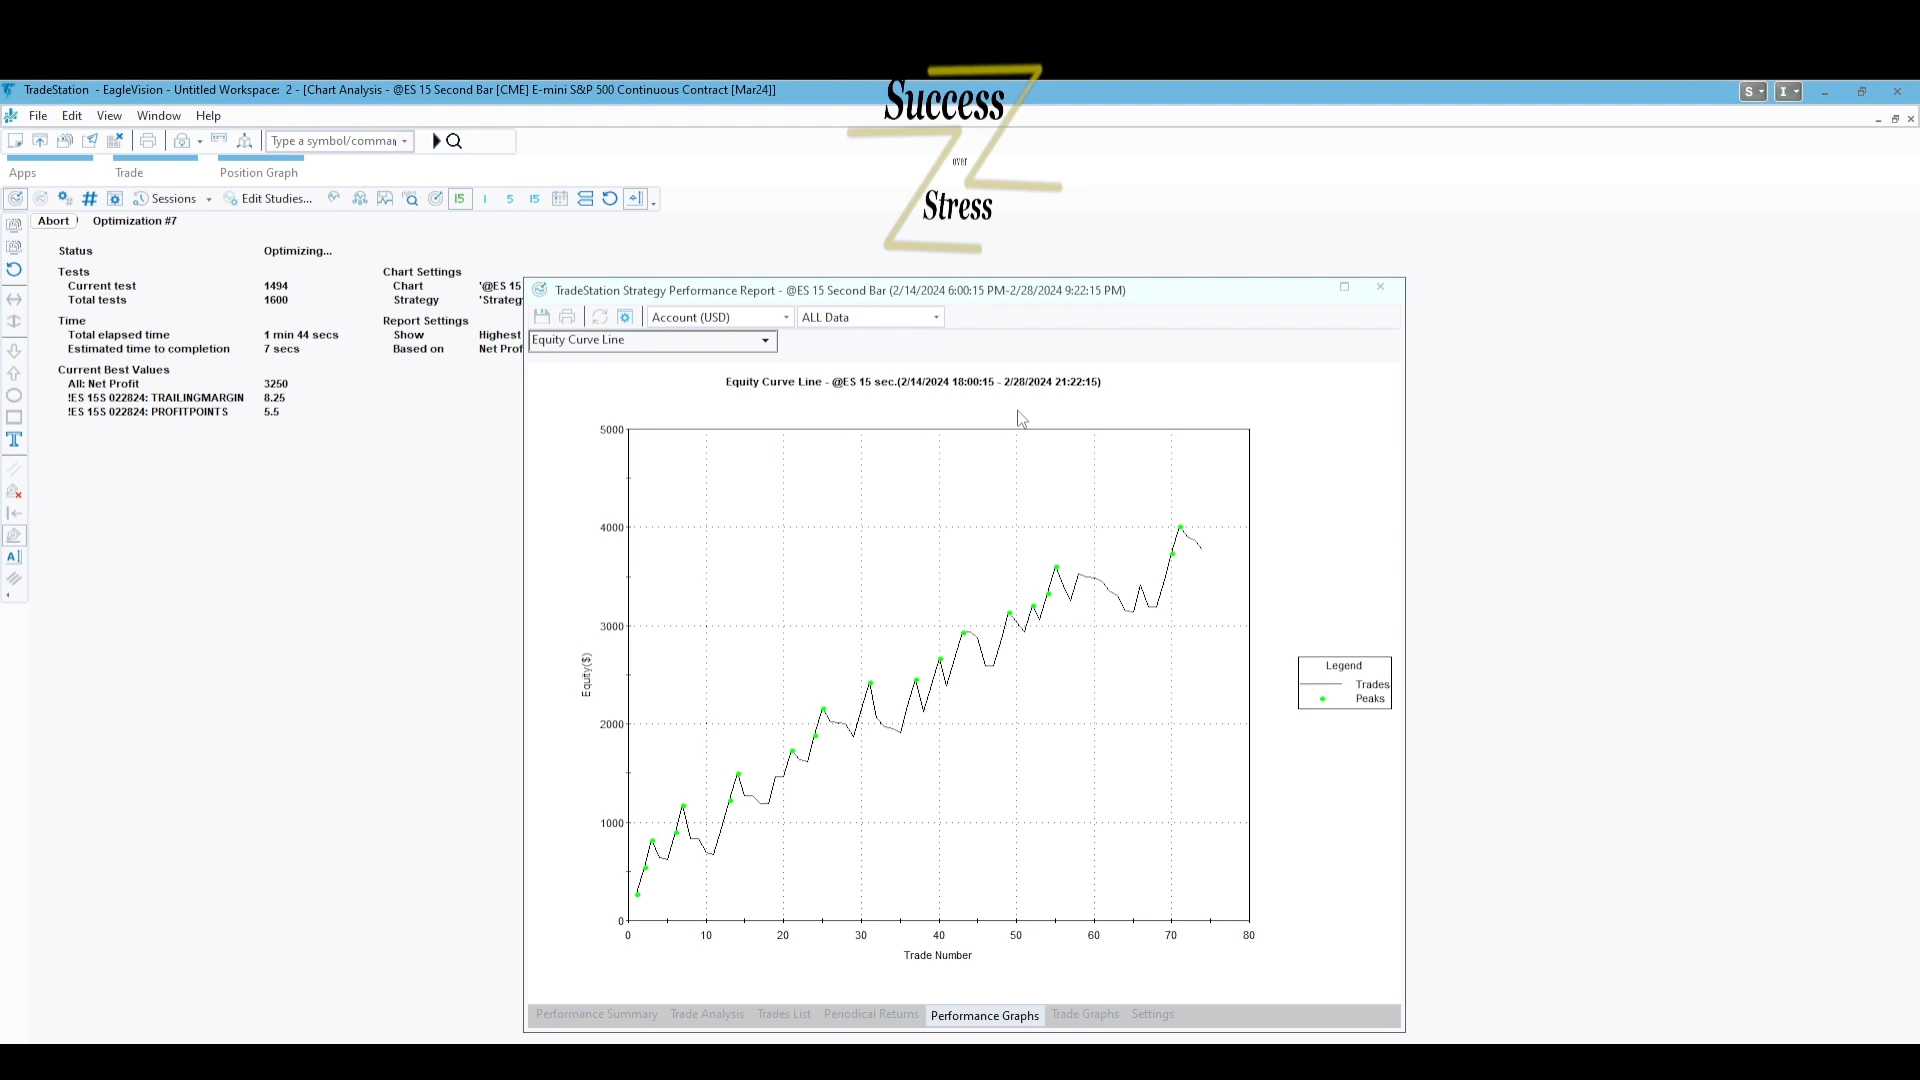 Success
over
Stress
TradeStation - EagleVision - Untitled Workspace: 2 - [Chart Analysis - @ES 15 Second Bar [CME] E-mini S&P 500 Continuous Contract [Mar24]]
S
I
File Edit View Window Help
Type a symbol/comman
Apps Trade Position Graph
Sessions Edit Studies... 15 1 5 15
Abort Optimization #7
Status Optimizing...
Tests
Current test 1494
Total tests 1600
Time
Total elapsed time 1 min 44 secs
Estimated time to completion 7 secs
Current Best Values
All: Net Profit 3250
!ES 15S 022824: TRAILINGMARGIN 8.25
!ES 15S 022824: PROFITPOINTS 5.5
Chart Settings
Chart '@ES 15
Strategy 'Strateg
Report Settings
Show Highest
Based on Net Prof
TradeStation Strategy Performance Report - @ES 15 Second Bar (2/14/2024 6:00:15 PM-2/28/2024 9:22:15 PM)
Account (USD) ALL Data
Equity Curve Line
Equity Curve Line - @ES 15 sec.(2/14/2024 18:00:15 - 2/28/2024 21:22:15)
5000
4000
3000
2000
1000
0
Equity($)
0 10 20 30 40 50 60 70 80
Trade Number
Legend
Trades
Peaks
Performance Summary Trade Analysis Trades List Periodical Returns Performance Graphs Trade Graphs Settings